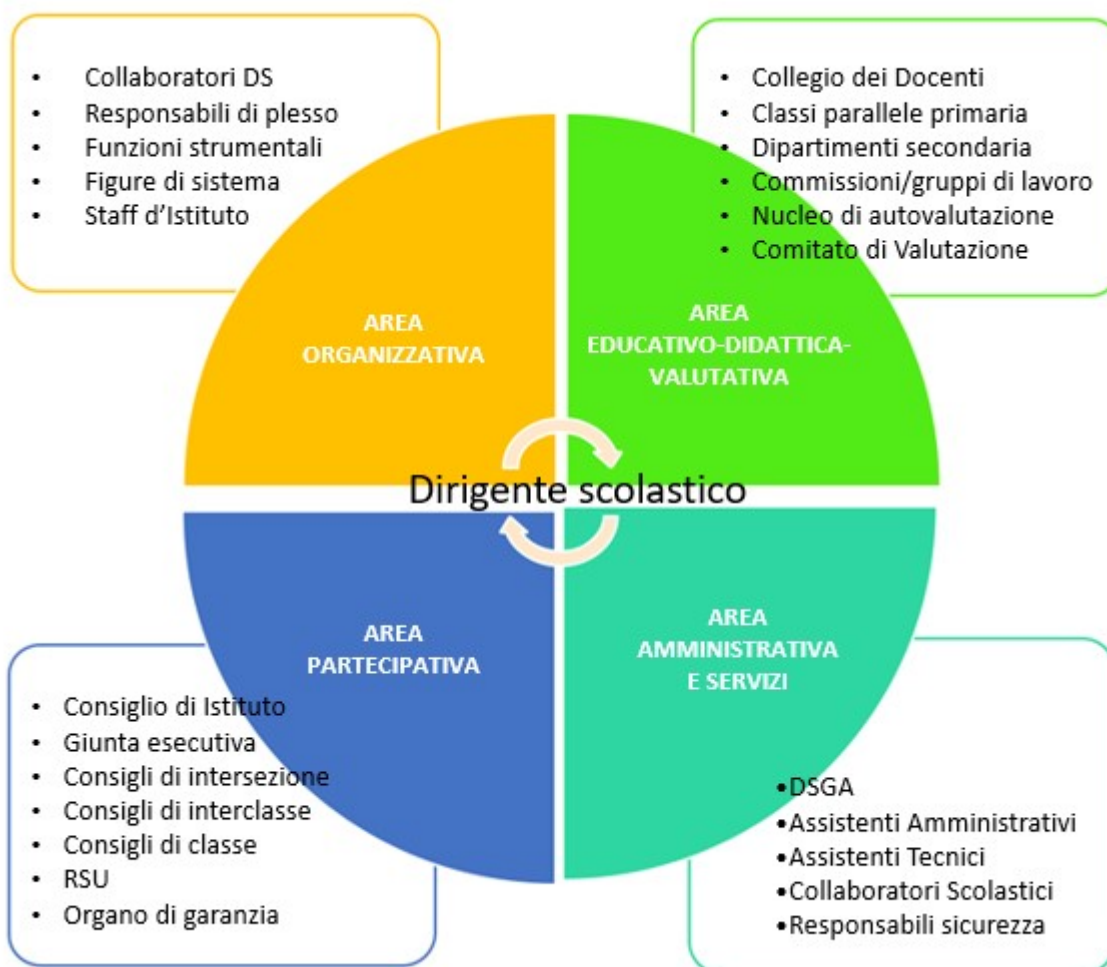 • Collaboratori DS
• Responsabili di plesso
• Funzioni strumentali
• Figure di sistema
• Staff d'Istituto
• Collegio dei Docenti
• Classi parallele primaria
• Dipartimenti secondaria
• Commissioni/gruppi di lavoro
• Nucleo di autovalutazione
• Comitato di Valutazione
AREA
ORGANIZZATIVA
AREA
EDUCATIVO-DIDATTICA-
VALUTATIVA
Dirigente scolastico
AREA
PARTECIPATIVA
AREA
AMMINISTRATIVA
E SERVIZI
• Consiglio di Istituto
• Giunta esecutiva
• Consigli di intersezione
• Consigli di interclasse
• Consigli di classe
• RSU
• Organo di garanzia
•DSGA
•Assistenti Amministrativi
•Assistenti Tecnici
•Collaboratori Scolastici
•Responsabili sicurezza